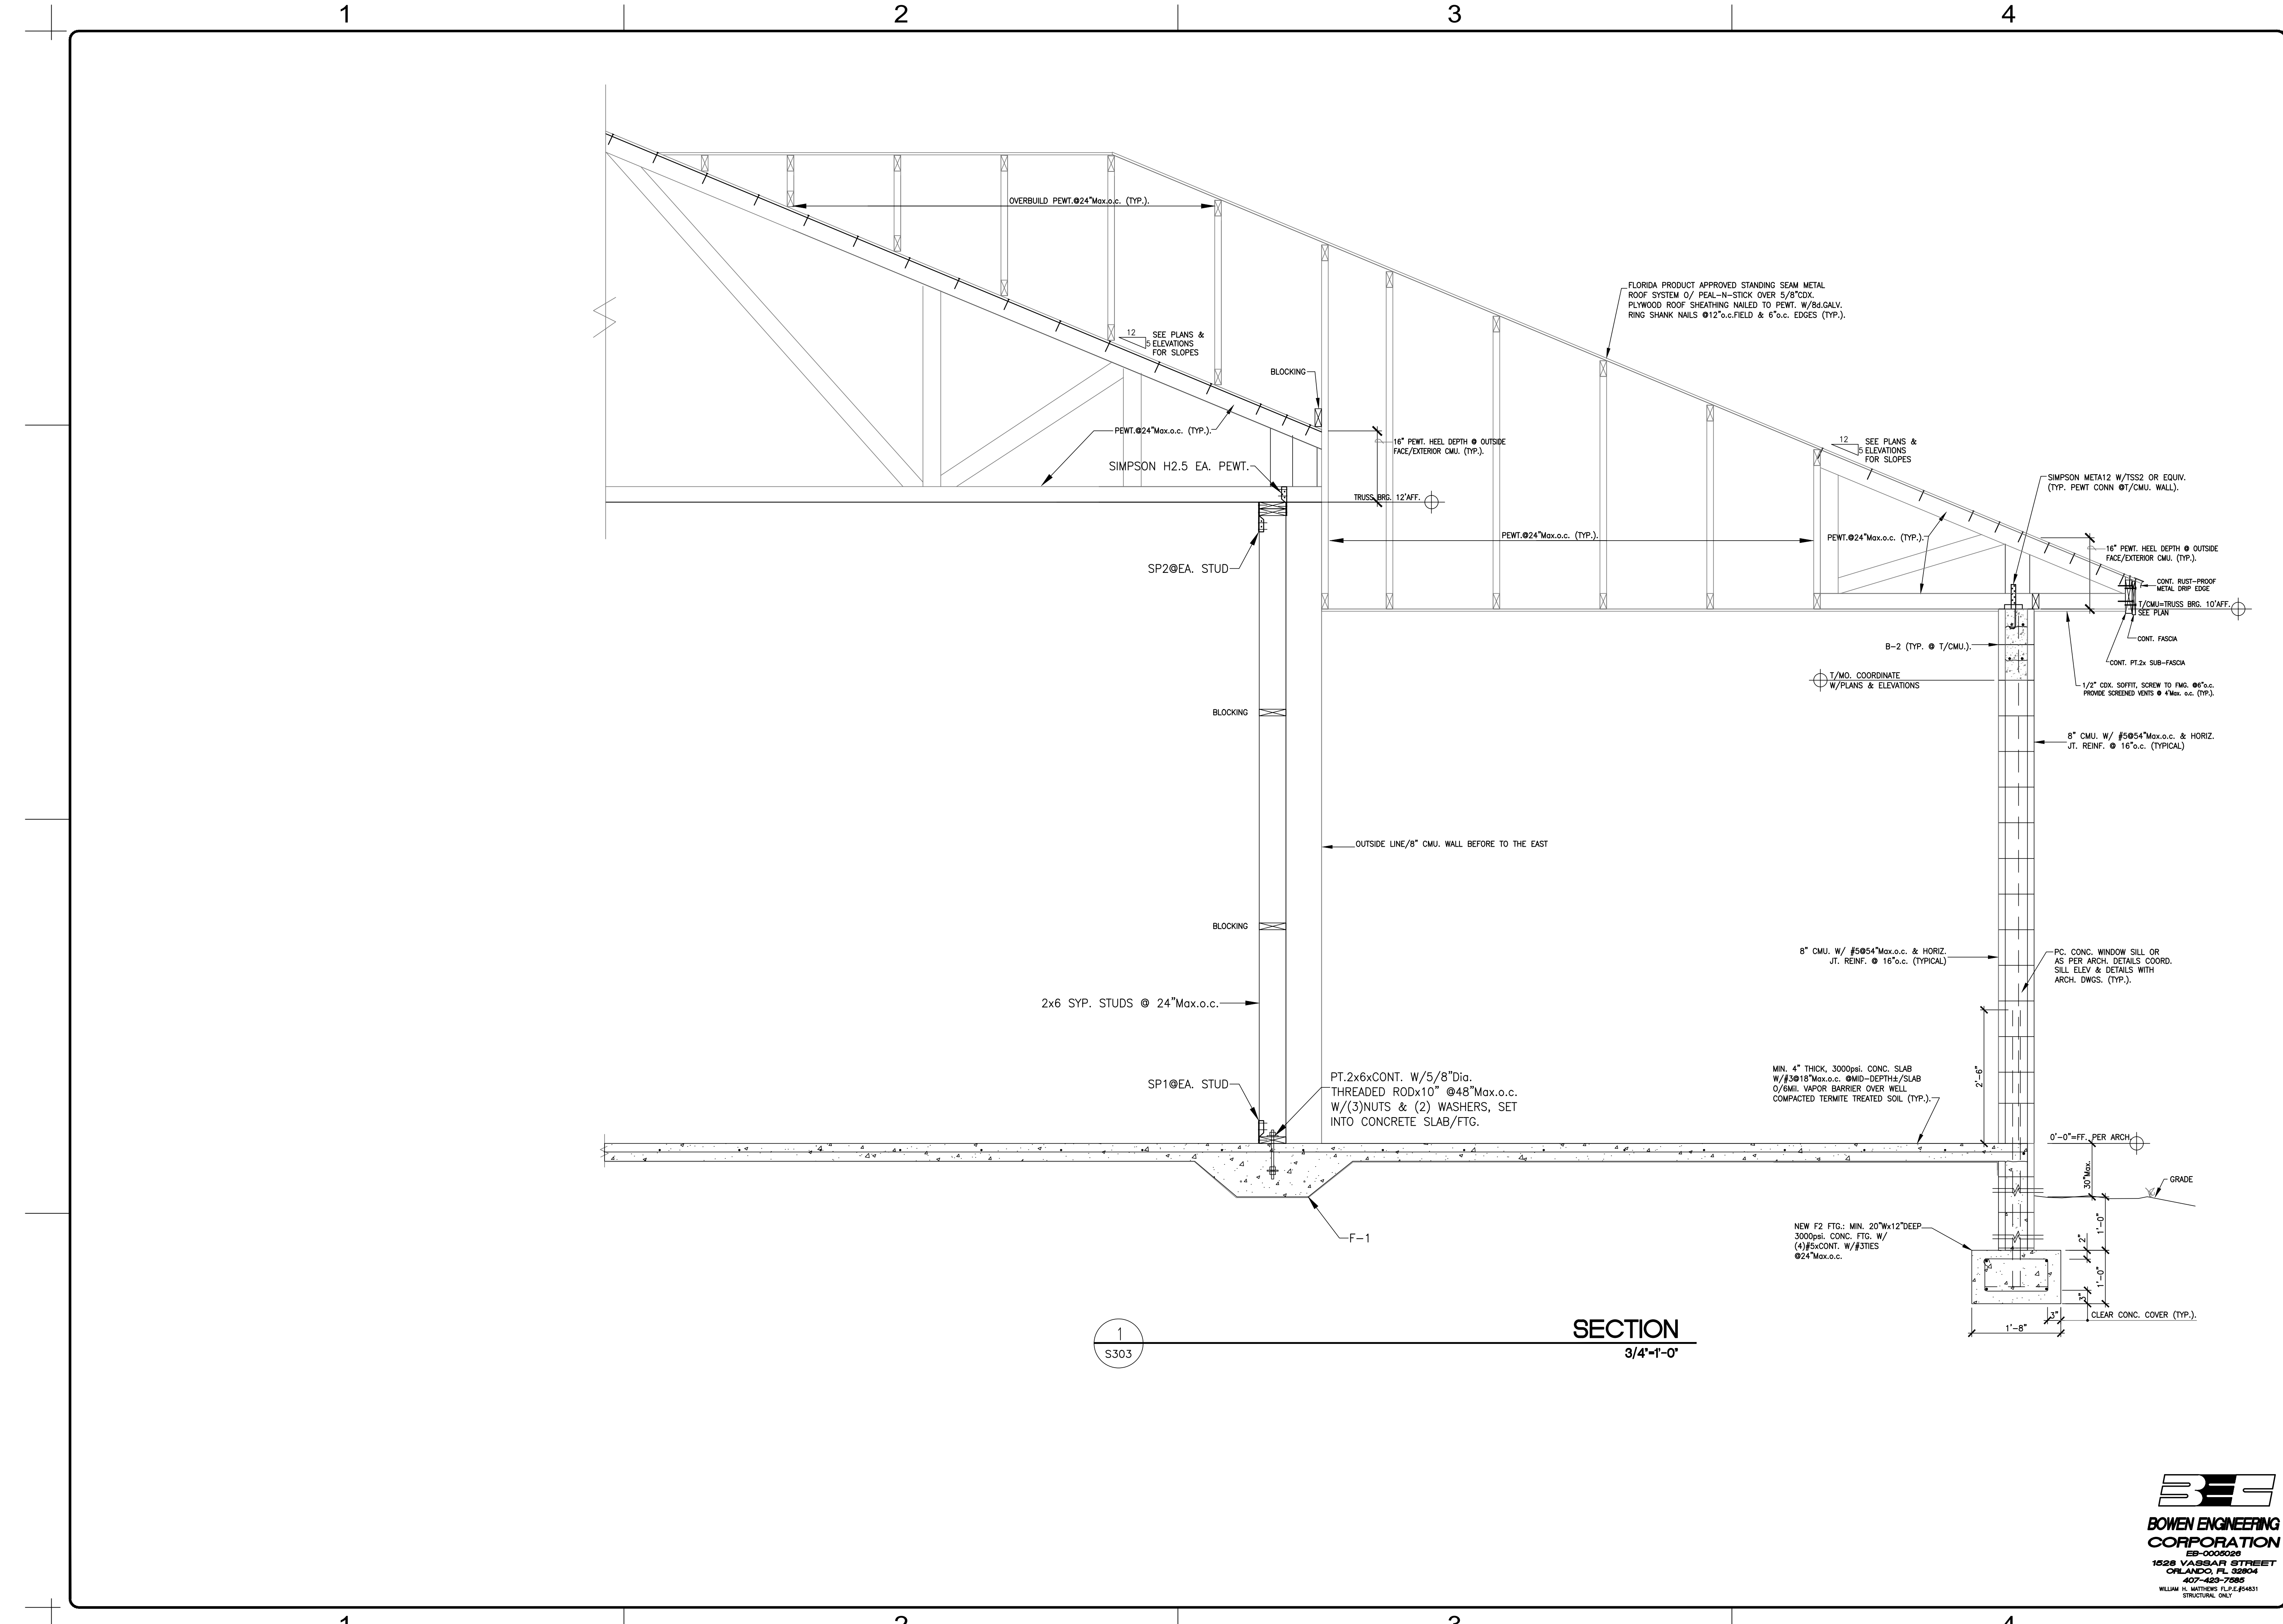 1 2 3 4
OVERBUILD PEWT.@24"Max.o.c. (TYP.).
FLORIDA PRODUCT APPROVED STANDING SEAM METAL
ROOF SYSTEM O/ PEAL-N-STICK OVER 5/8"CDX.
PLYWOOD ROOF SHEATHING NAILED TO PEWT. W/8d.GALV.
RING SHANK NAILS @12"o.c.FIELD & 6"o.c. EDGES (TYP.).
12
5
SEE PLANS &
ELEVATIONS
FOR SLOPES
BLOCKING
PEWT.@24"Max.o.c. (TYP.).
16" PEWT. HEEL DEPTH @ OUTSIDE
FACE/EXTERIOR CMU. (TYP.).
SIMPSON H2.5 EA. PEWT.
TRUSS BRG. 12'AFF.
12
5
SEE PLANS &
ELEVATIONS
FOR SLOPES
SIMPSON META12 W/TSS2 OR EQUIV.
(TYP. PEWT CONN @T/CMU. WALL).
SP2@EA. STUD
PEWT.@24"Max.o.c. (TYP.).
PEWT.@24"Max.o.c. (TYP.).
16" PEWT. HEEL DEPTH @ OUTSIDE
FACE/EXTERIOR CMU. (TYP.).
CONT. RUST-PROOF
METAL DRIP EDGE
T/CMU=TRUSS BRG. 10'AFF.
SEE PLAN
CONT. FASCIA
CONT. PT.2x SUB-FASCIA
1/2" CDX. SOFFIT, SCREW TO FMG. @6"o.c.
PROVIDE SCREENED VENTS @ 4'Max. o.c. (TYP.).
B-2 (TYP. @ T/CMU.).
T/MO. COORDINATE
W/PLANS & ELEVATIONS
BLOCKING
8" CMU. W/ #5@54"Max.o.c. & HORIZ.
JT. REINF. @ 16"o.c. (TYPICAL)
OUTSIDE LINE/8" CMU. WALL BEFORE TO THE EAST
BLOCKING
8" CMU. W/ #5@54"Max.o.c. & HORIZ.
JT. REINF. @ 16"o.c. (TYPICAL)
PC. CONC. WINDOW SILL OR
AS PER ARCH. DETAILS COORD.
SILL ELEV & DETAILS WITH
ARCH. DWGS. (TYP.).
2x6 SYP. STUDS @ 24"Max.o.c.
2'-6"
SP1@EA. STUD
PT.2x6xCONT. W/5/8"Dia.
THREADED RODx10" @48"Max.o.c.
W/(3)NUTS & (2) WASHERS, SET
INTO CONCRETE SLAB/FTG.
MIN. 4" THICK, 3000psi. CONC. SLAB
W/#3@18"Max.o.c. @MID-DEPTH±/SLAB
O/6Mil. VAPOR BARRIER OVER WELL
COMPACTED TERMITE TREATED SOIL (TYP.).
0'-0"=FF. PER ARCH.
30"Max.
GRADE
F-1
NEW F2 FTG.: MIN. 20"Wx12"DEEP
3000psi. CONC. FTG. W/
(4)#5xCONT. W/#3TIES
@24"Max.o.c.
1'-0"
2"
1'-0"
3"
3"
CLEAR CONC. COVER (TYP.).
1'-8"
1
S303
SECTION
3/4"=1'-0"
BEC
BOWEN ENGINEERING
CORPORATION
EB-0005026
1528 VASSAR STREET
ORLANDO, FL 32804
407-423-7585
WILLIAM H. MATTHEWS FL.P.E.#54831
STRUCTURAL ONLY
1 2 3 4